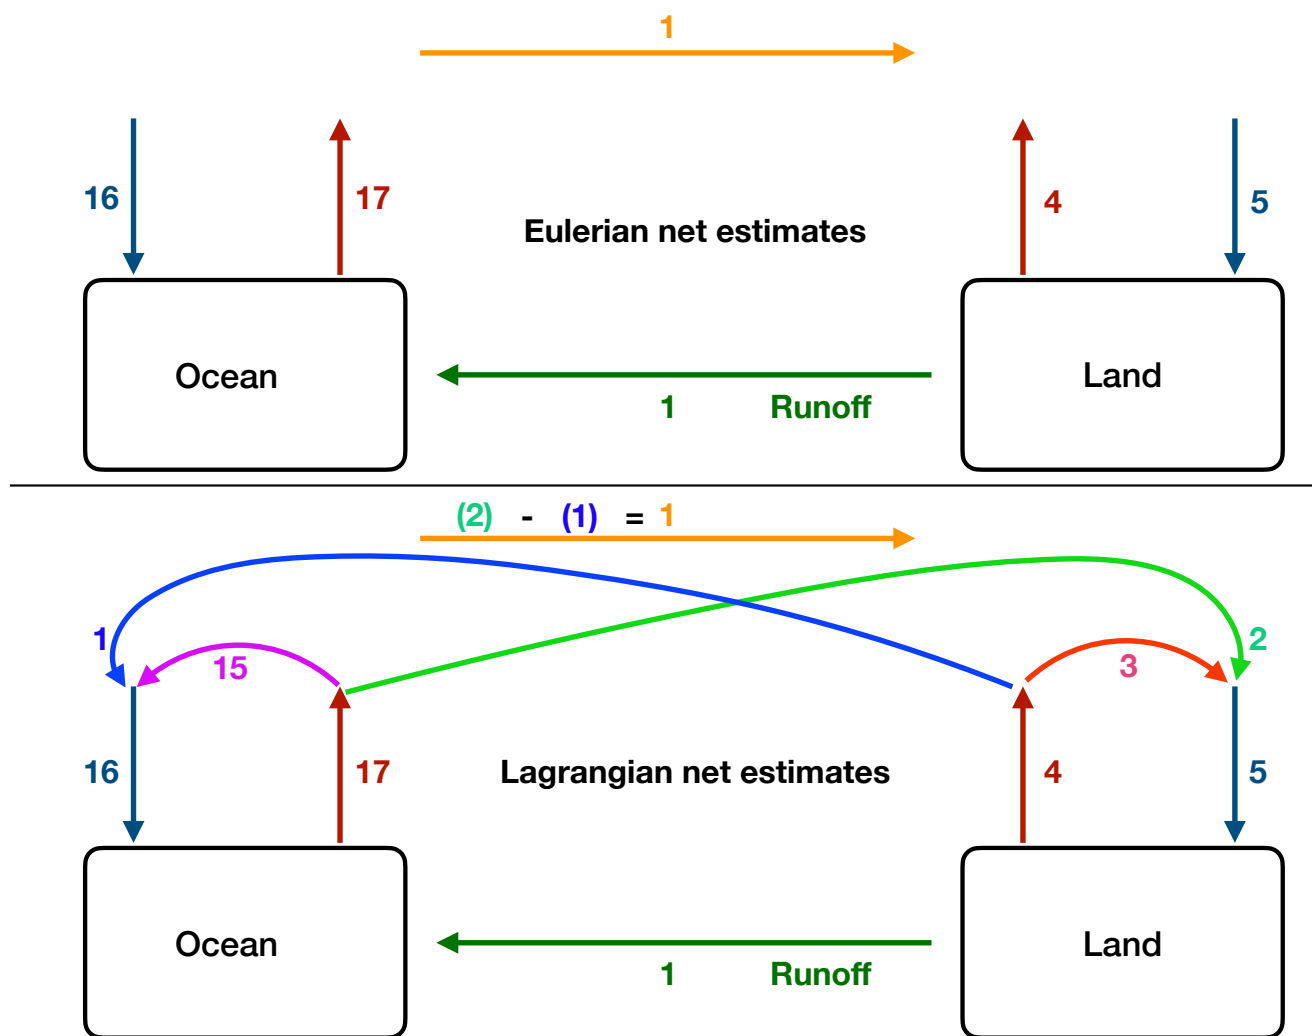 1
16
17
4
5
Eulerian net estimates
Ocean
Land
1 Runoff
(2) - (1) = 1
1
15
3
2
16
17
Lagrangian net estimates
4
5
Ocean
Land
1 Runoff